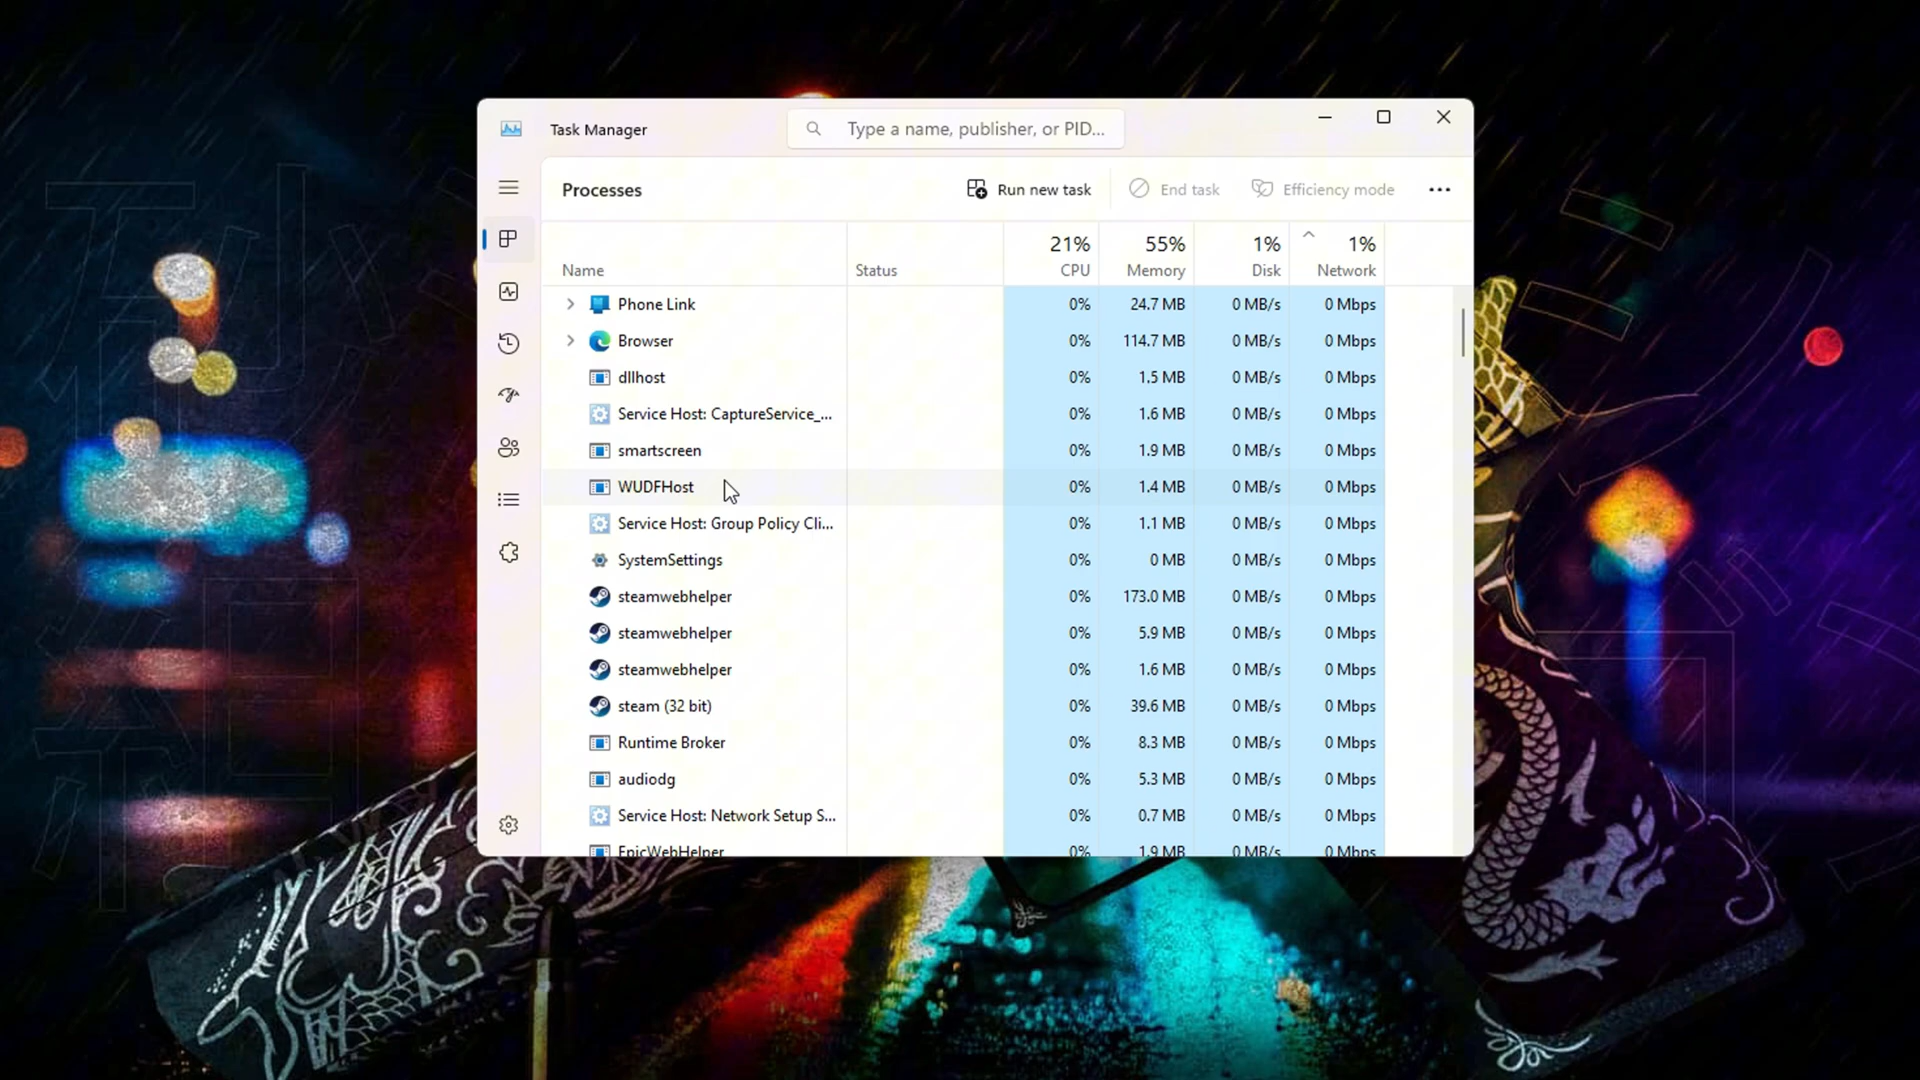 Task Manager
Type a name, publisher, or PID...
Processes
Run new task
End task
Efficiency mode
21% 55% 1% 1%
Name Status CPU Memory Disk Network
Phone Link 0% 24.7 MB 0 MB/s 0 Mbps
Browser 0% 114.7 MB 0 MB/s 0 Mbps
dllhost 0% 1.5 MB 0 MB/s 0 Mbps
Service Host: CaptureService_... 0% 1.6 MB 0 MB/s 0 Mbps
smartscreen 0% 1.9 MB 0 MB/s 0 Mbps
WUDFHost 0% 1.4 MB 0 MB/s 0 Mbps
Service Host: Group Policy Cli... 0% 1.1 MB 0 MB/s 0 Mbps
SystemSettings 0% 0 MB 0 MB/s 0 Mbps
steamwebhelper 0% 173.0 MB 0 MB/s 0 Mbps
steamwebhelper 0% 5.9 MB 0 MB/s 0 Mbps
steamwebhelper 0% 1.6 MB 0 MB/s 0 Mbps
steam (32 bit) 0% 39.6 MB 0 MB/s 0 Mbps
Runtime Broker 0% 8.3 MB 0 MB/s 0 Mbps
audiodg 0% 5.3 MB 0 MB/s 0 Mbps
Service Host: Network Setup S... 0% 0.7 MB 0 MB/s 0 Mbps
EpicWebHelper 0% 1.9 MB 0 MB/s 0 Mbps